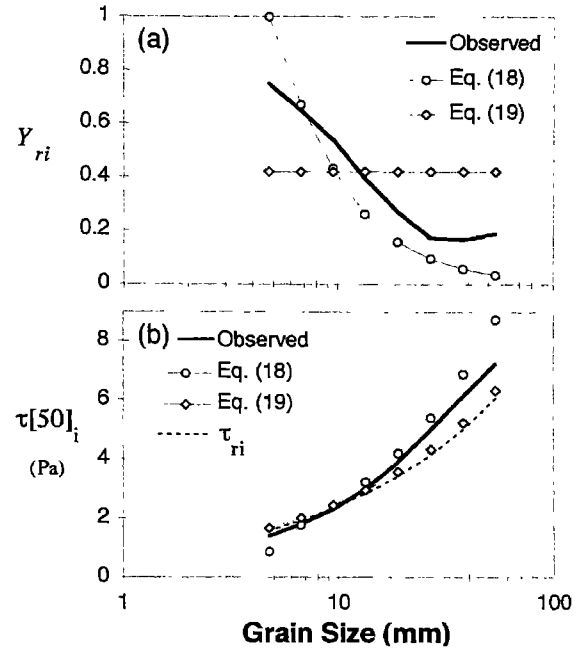 1
(a)
Observed
0.8
Eq. (18)
Eq. (19)
0.6
Y ri
0.4
0.2
0
(b)
8
Observed
Eq. (18)
6
Eq. (19)
τ[50]i
τri
(Pa)
4
2
0
1
10
100
Grain Size (mm)